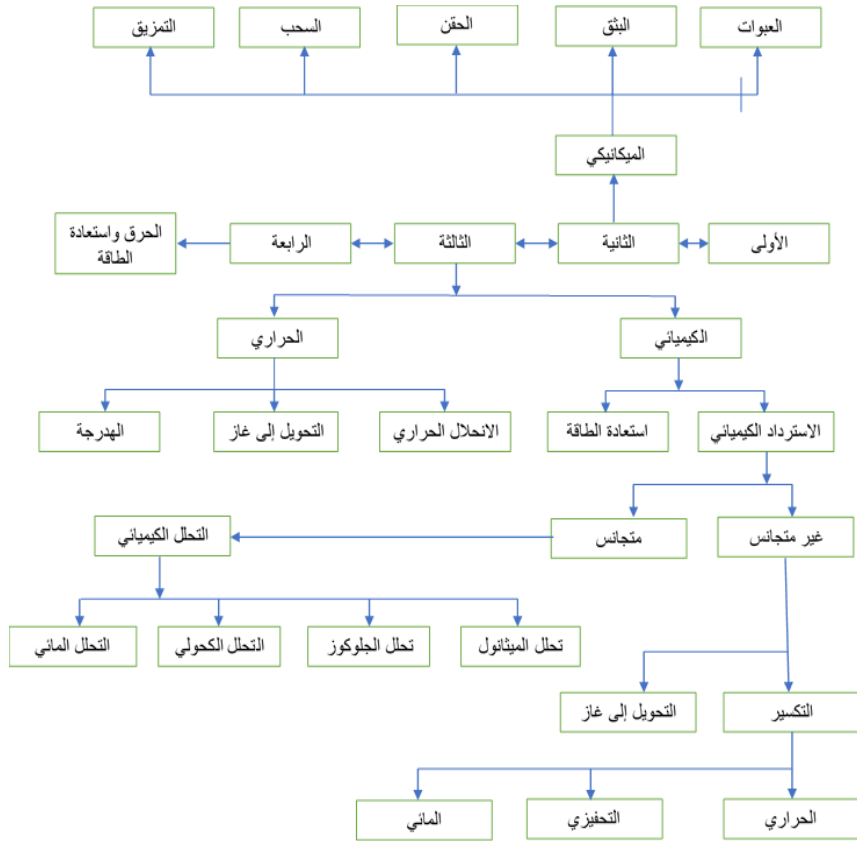 العبوات
البثق
الحقن
السحب
التمزيق
الميكانيكي
الأولى
الثانية
الثالثة
الرابعة
الحرق واستعادة
الطاقة
الكيميائي
الحراري
الاسترداد الكيميائي
استعادة الطاقة
الانحلال الحراري
التحويل إلى غاز
الهدرجة
غير متجانس
متجانس
التحلل الكيميائي
تحلل الميثانول
تحلل الجلوكوز
التحلل الكحولي
التحلل المائي
التكسير
التحويل إلى غاز
الحراري
التحفيزي
المائي